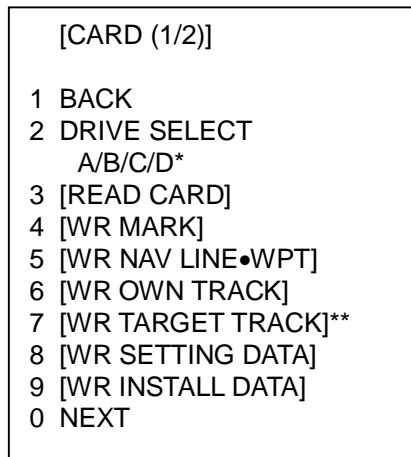 [CARD (1/2)]
1 BACK
2 DRIVE SELECT
A/B/C/D*
3 [READ CARD]
4 [WR MARK]
5 [WR NAV LINE•WPT]
6 [WR OWN TRACK]
7 [WR TARGET TRACK]**
8 [WR SETTING DATA]
9 [WR INSTALL DATA]
0 NEXT